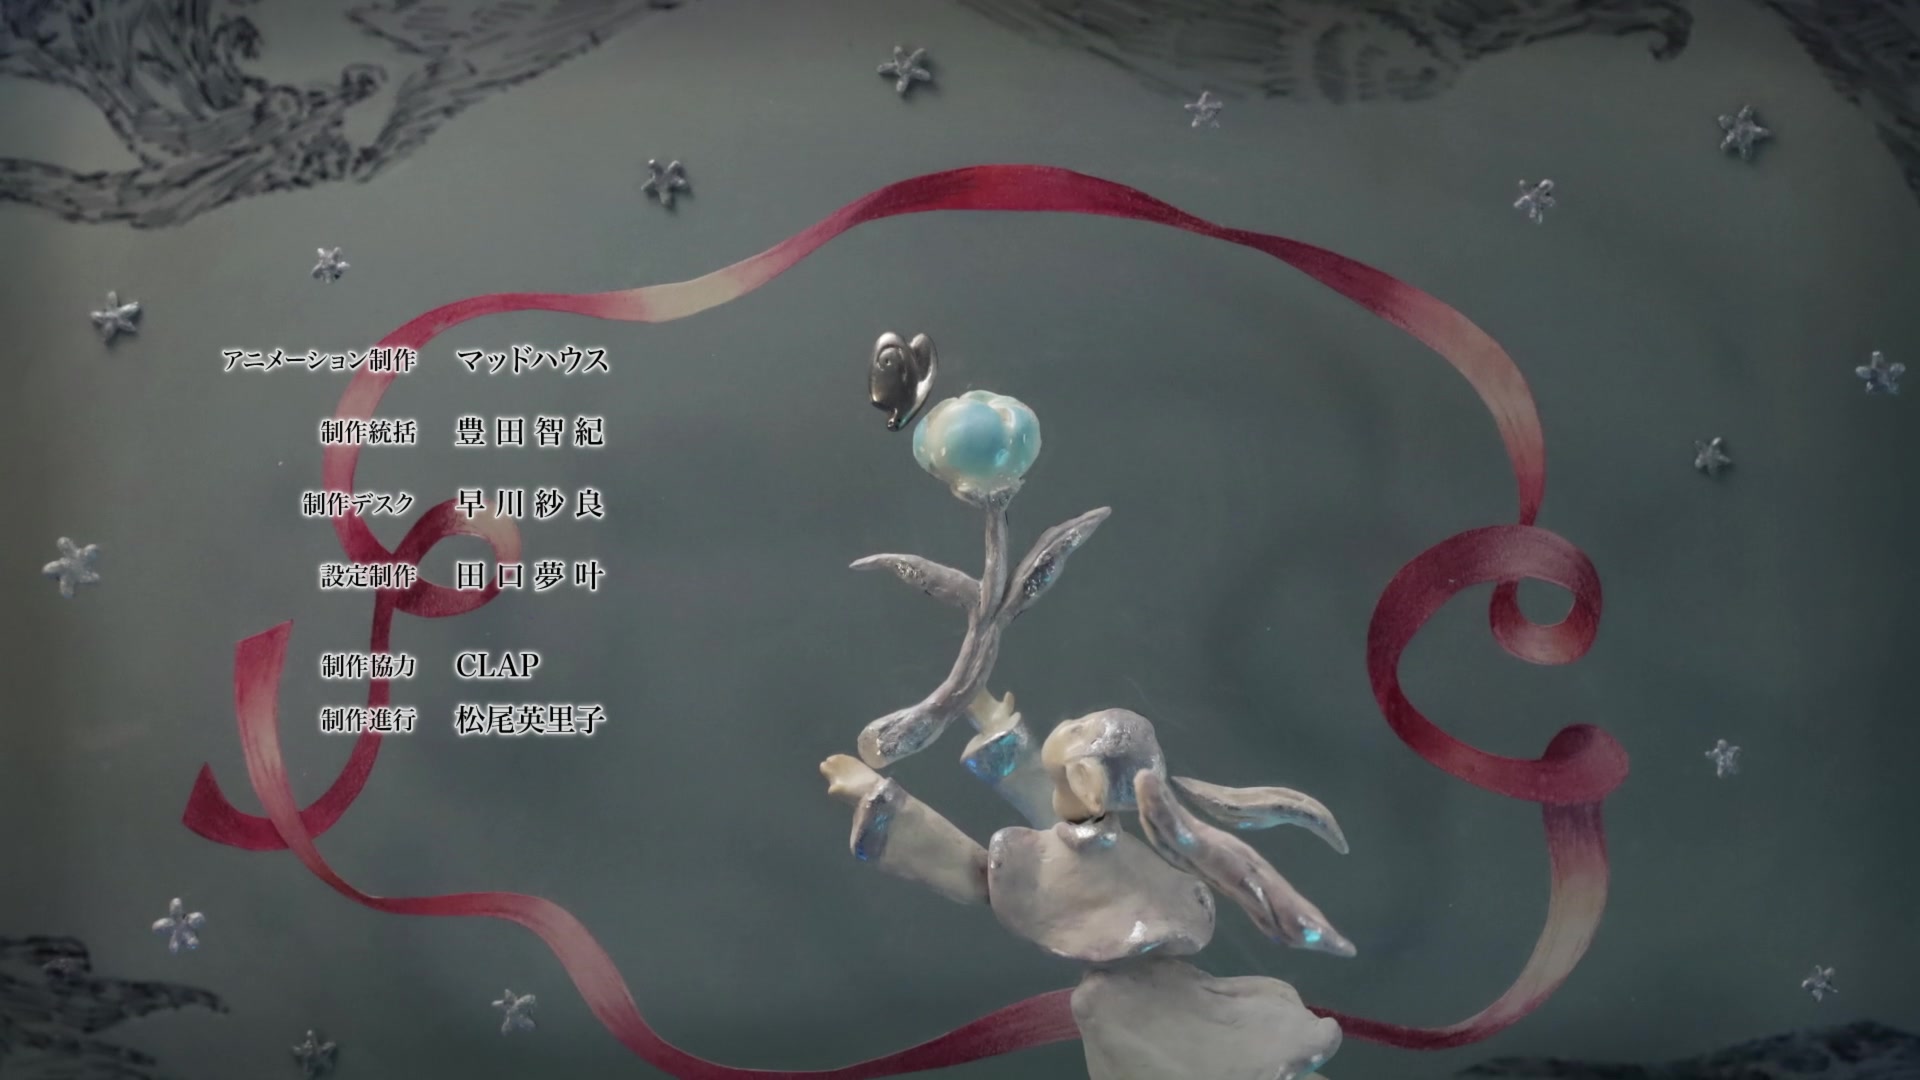 アニメーション制作 マッドハウス
制作統括 豊田智紀
制作デスク 早川紗良
設定制作 田口夢叶
制作協力 CLAP
制作進行 松尾英里子